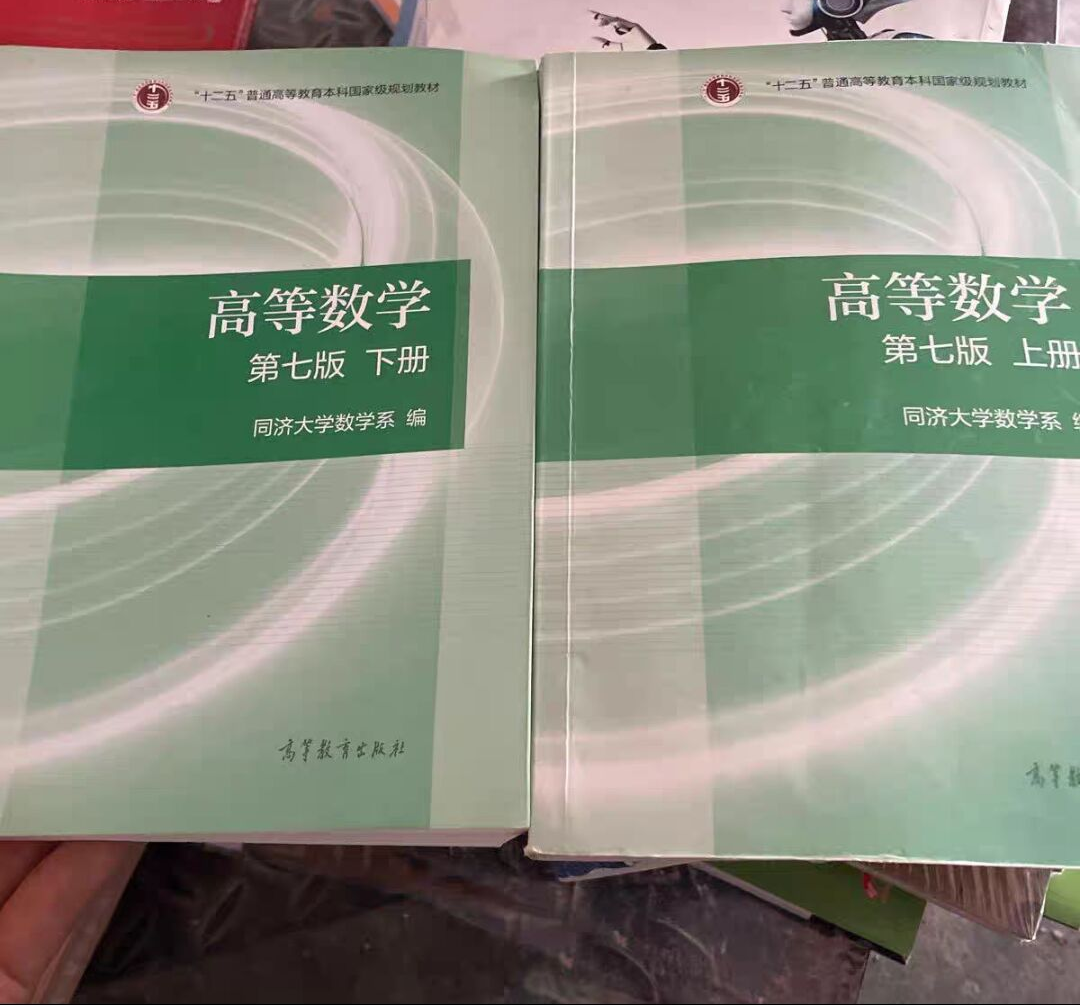 “十二五”普通高等教育本科国家级规划教材
高等数学
第七版 下册
同济大学数学系 编
高等教育出版社
“十二五”普通高等教育本科国家级规划教材
高等数学
第七版 上册
同济大学数学系
高等